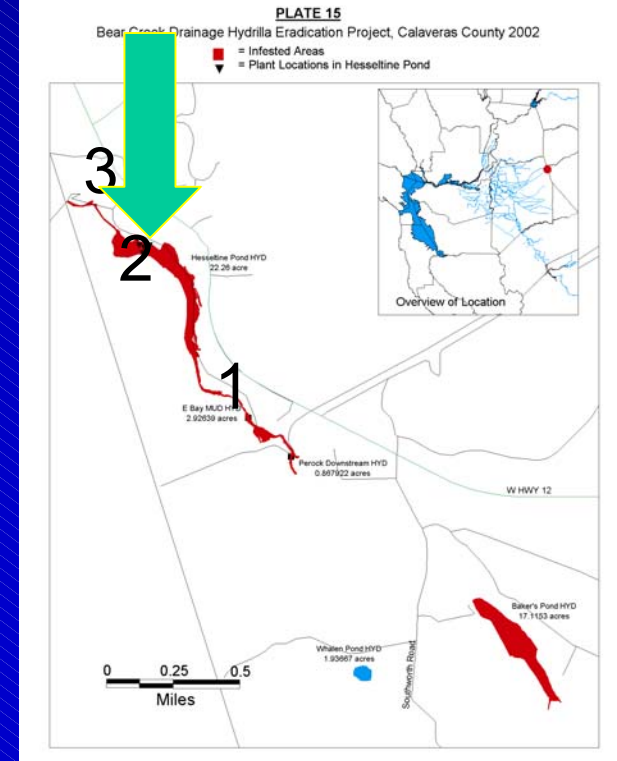 PLATE 15
Bear Creek Drainage Hydrilla Eradication Project, Calaveras County 2002
= Infested Areas
= Plant Locations in Hesseltine Pond
3
2
Hesseltine Pond HYD
22.26 acre
Overview of Location
1
E Bay MUD HYD
2.92639 acres
Perock Downstream HYD
0.867922 acres
W HWY 12
Baker's Pond HYD
17.1153 acres
Whillen Pond HYD
1.93667 acres
Southworth Road
0 0.25 0.5
Miles